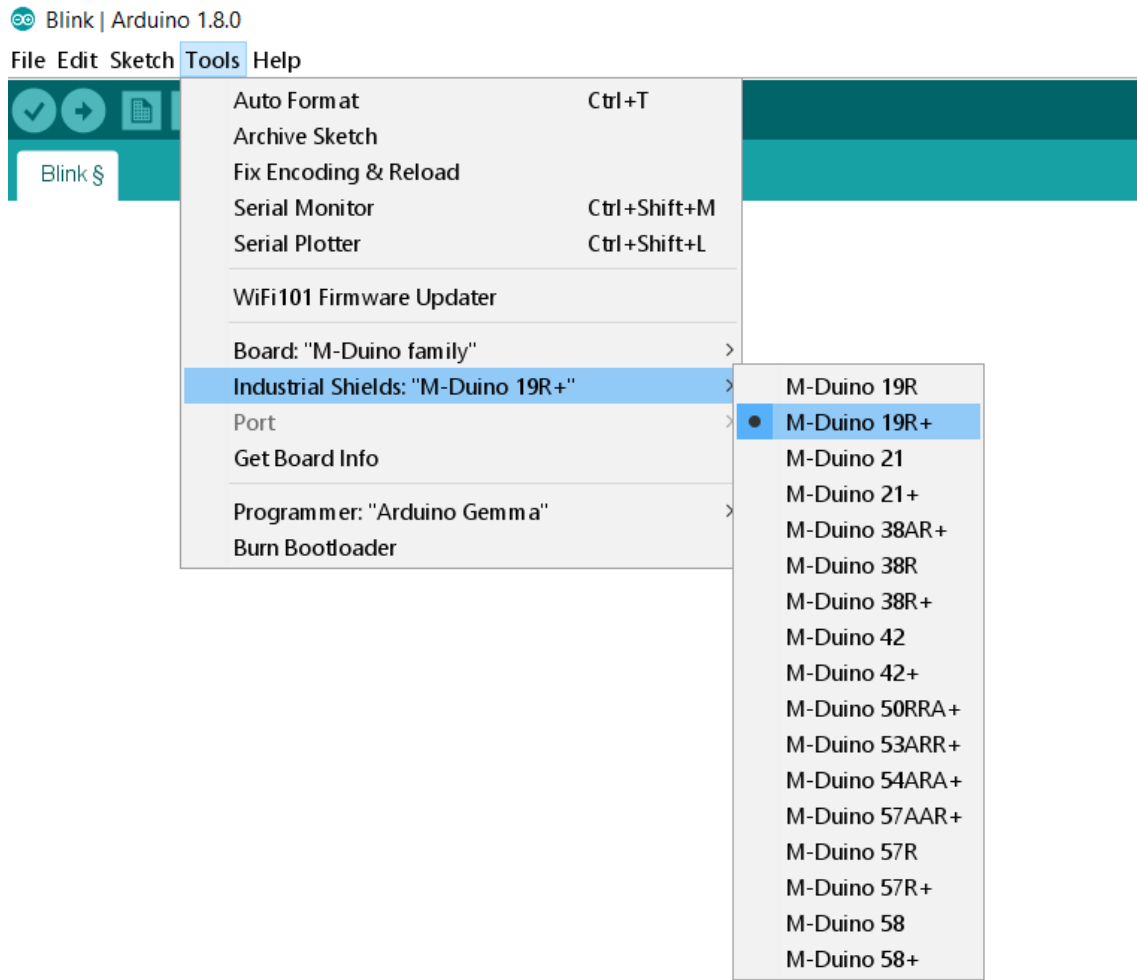 Blink | Arduino 1.8.0
File Edit Sketch Tools Help
Blink §
Auto Format Ctrl+T
Archive Sketch
Fix Encoding & Reload
Serial Monitor Ctrl+Shift+M
Serial Plotter Ctrl+Shift+L
WiFi101 Firmware Updater
Board: "M-Duino family"
Industrial Shields: "M-Duino 19R+"
Port
Get Board Info
Programmer: "Arduino Gemma"
Burn Bootloader
M-Duino 19R
M-Duino 19R+
M-Duino 21
M-Duino 21+
M-Duino 38AR+
M-Duino 38R
M-Duino 38R+
M-Duino 42
M-Duino 42+
M-Duino 50RRA+
M-Duino 53ARR+
M-Duino 54ARA+
M-Duino 57AAR+
M-Duino 57R
M-Duino 57R+
M-Duino 58
M-Duino 58+